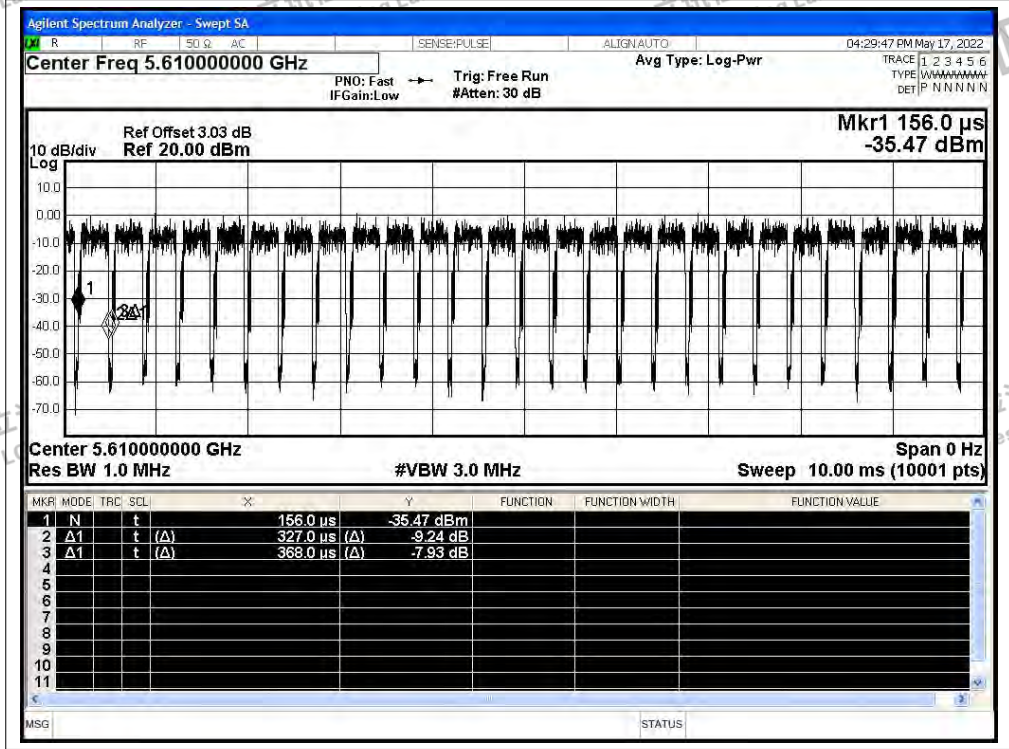 Agilent Spectrum Analyzer - Swept SA
LXI R RF 50 Ω AC SENSE:PULSE ALIGN AUTO 04:29:47 PM May 17, 2022
Center Freq 5.610000000 GHz Avg Type: Log-Pwr TRACE 1 2 3 4 5 6
PNO: Fast Trig: Free Run TYPE WWWWWW
IFGain:Low #Atten: 30 dB DET P N N N N N
Mkr1 156.0 µs
Ref Offset 3.03 dB
10 dB/div Ref 20.00 dBm -35.47 dBm
Log
10.0
0.00
-10.0
-20.0
-30.0
-40.0
-50.0
-60.0
-70.0
1
Center 5.610000000 GHz Span 0 Hz
Res BW 1.0 MHz #VBW 3.0 MHz Sweep 10.00 ms (10001 pts)
MKR MODE TRC SCL X Y FUNCTION FUNCTION WIDTH FUNCTION VALUE
1 N t 156.0 µs -35.47 dBm
2 Δ1 t (Δ) 327.0 µs (Δ) -9.24 dB
3 Δ1 t (Δ) 368.0 µs (Δ) -7.93 dB
4
5
6
7
8
9
10
11
MSG STATUS